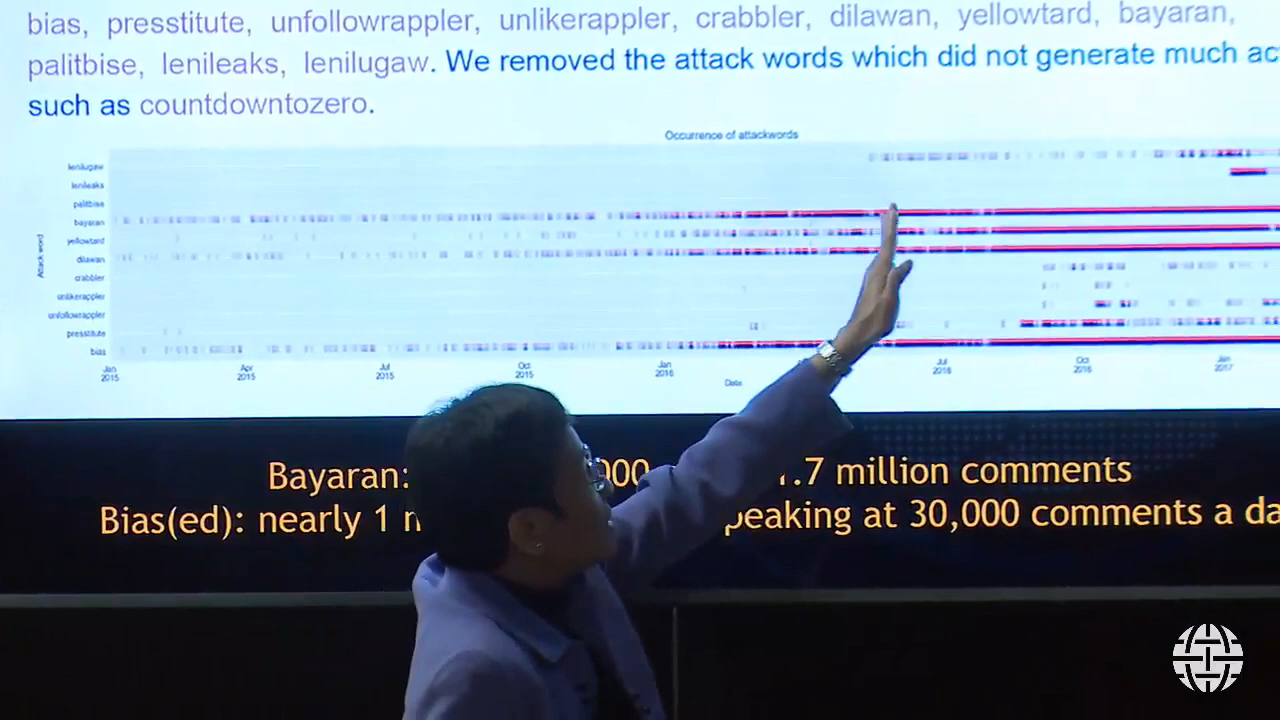 bias, presstitute, unfollowrappler, unlikerappler, crabbler, dilawan, yellowtard, bayaran,
palitbise, lenileaks, lenilugaw. We removed the attack words which did not generate much ac
such as countdowntozero.
Occurrence of attackwords
Attack word
lenilugaw
lenileaks
palitbise
bayaran
yellowtard
dilawan
crabbler
unlikerappler
unfollowrappler
presstitute
bias
Jan 2015
Apr 2015
Jul 2015
Oct 2015
Jan 2016
Jul 2016
Oct 2016
Jan 2017
Date
Bayaran: 000 .7 million comments
Bias(ed): nearly 1 peaking at 30,000 comments a da